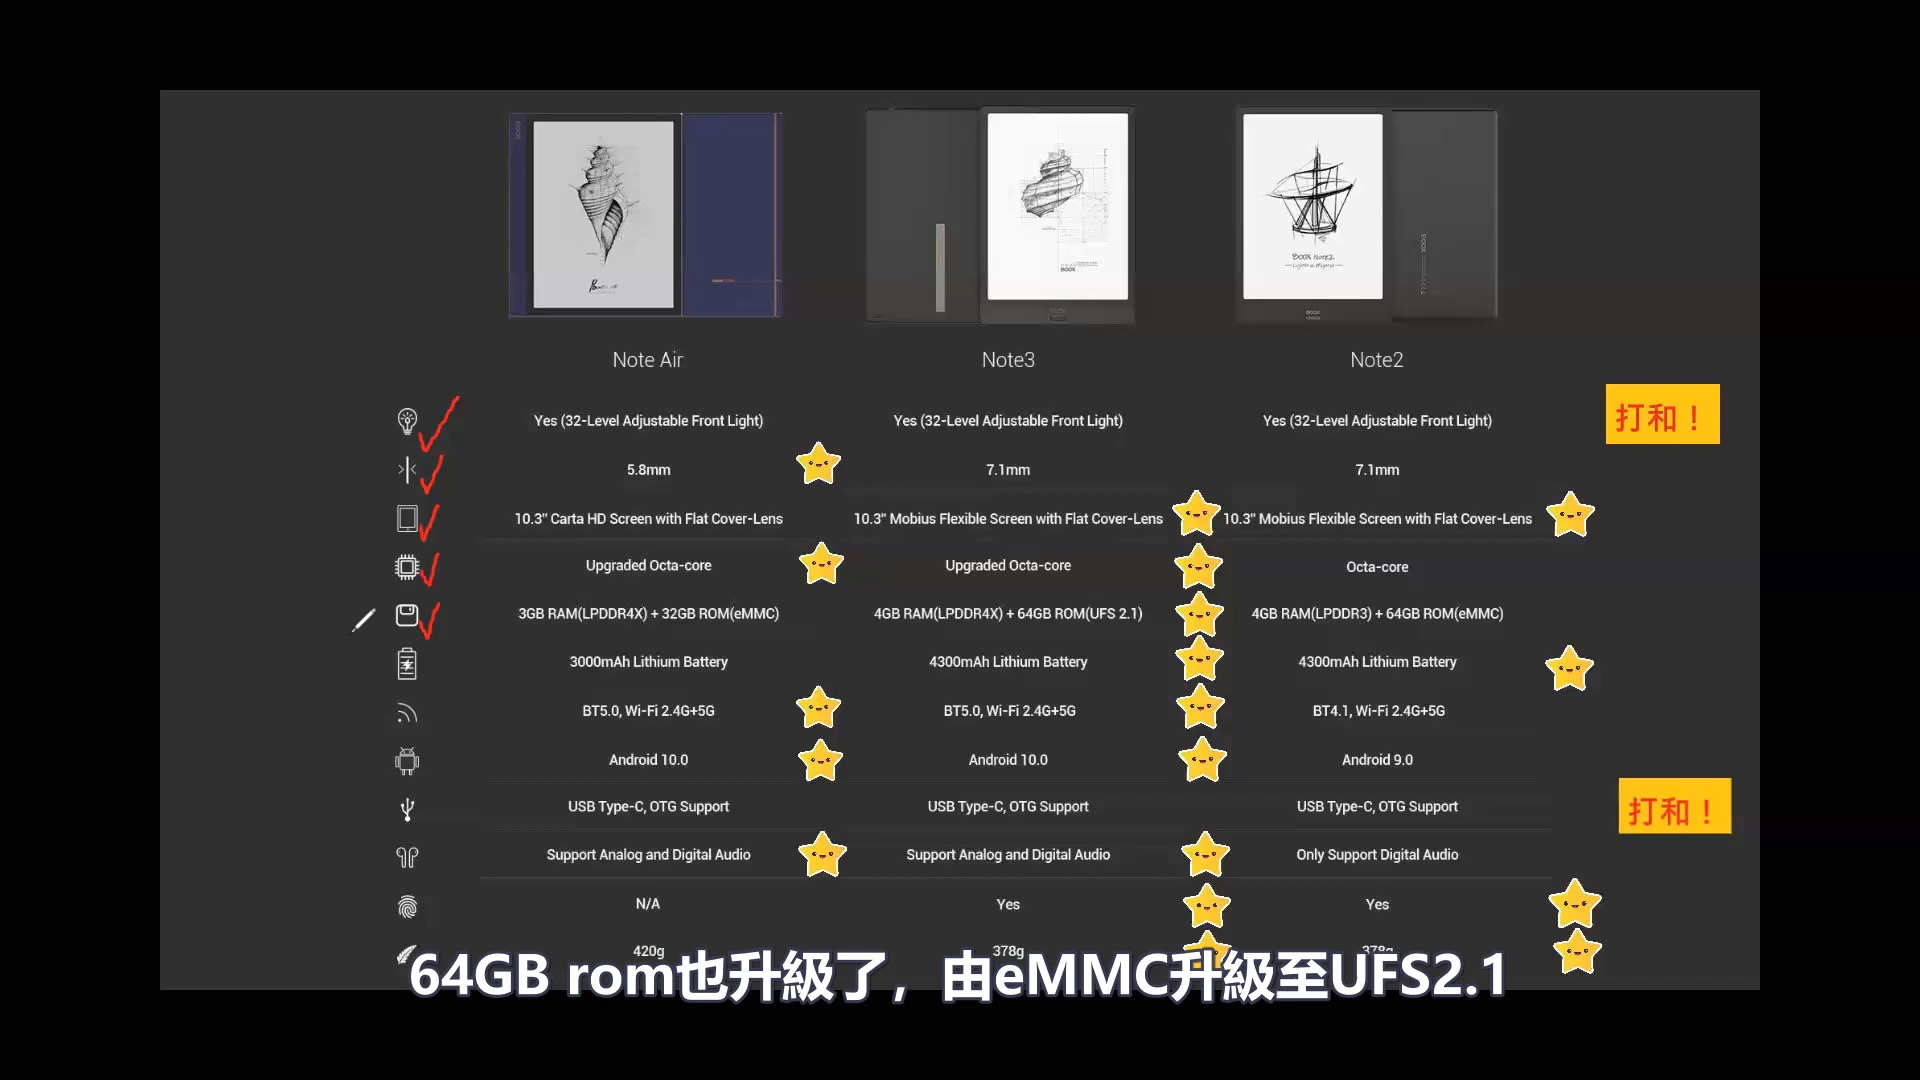 BOOX
BOOX Note2
BOOX
BOOX
Note Air
Note3
Note2
Yes (32-Level Adjustable Front Light)
Yes (32-Level Adjustable Front Light)
Yes (32-Level Adjustable Front Light)
打和！
5.8mm
7.1mm
7.1mm
10.3" Carta HD Screen with Flat Cover-Lens
10.3" Mobius Flexible Screen with Flat Cover-Lens
10.3" Mobius Flexible Screen with Flat Cover-Lens
Upgraded Octa-core
Upgraded Octa-core
Octa-core
3GB RAM(LPDDR4X) + 32GB ROM(eMMC)
4GB RAM(LPDDR4X) + 64GB ROM(UFS 2.1)
4GB RAM(LPDDR3) + 64GB ROM(eMMC)
3000mAh Lithium Battery
4300mAh Lithium Battery
4300mAh Lithium Battery
BT5.0, Wi-Fi 2.4G+5G
BT5.0, Wi-Fi 2.4G+5G
BT4.1, Wi-Fi 2.4G+5G
Android 10.0
Android 10.0
Android 9.0
USB Type-C, OTG Support
USB Type-C, OTG Support
USB Type-C, OTG Support
打和！
Support Analog and Digital Audio
Support Analog and Digital Audio
Only Support Digital Audio
N/A
Yes
Yes
420g
378g
378g
64GB rom也升級了，由eMMC升級至UFS2.1